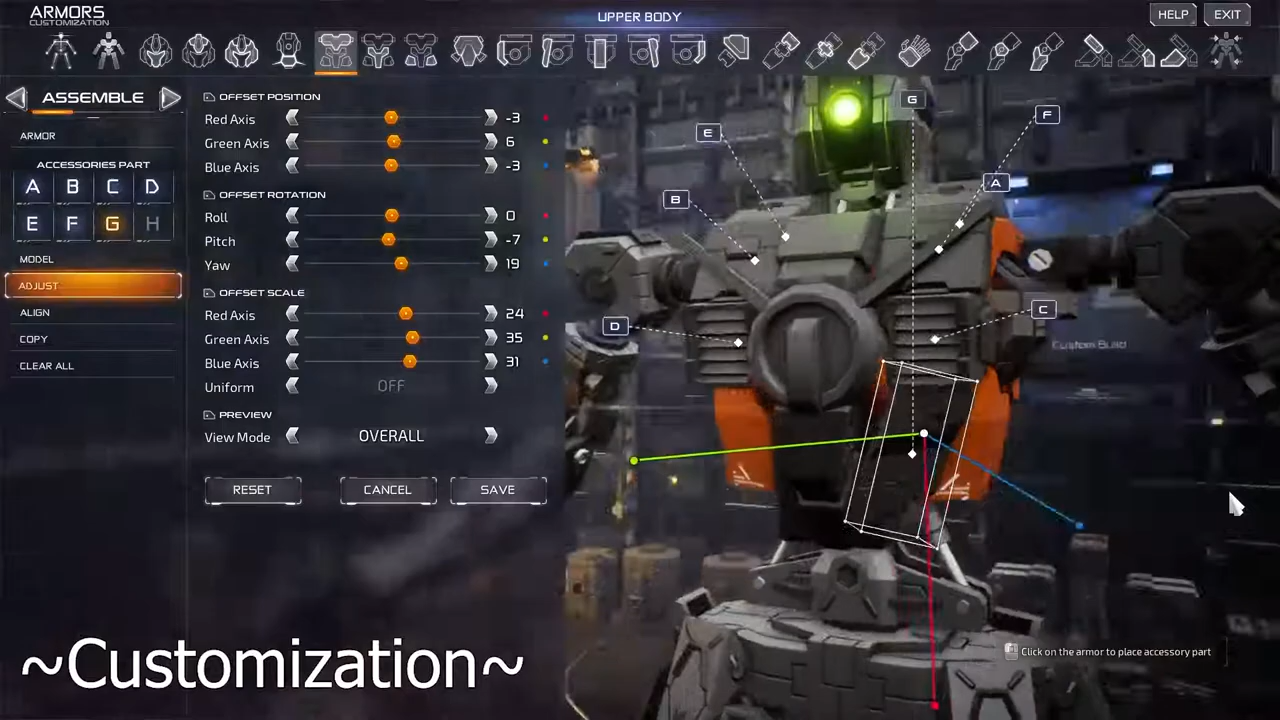 ARMORS
CUSTOMIZATION
UPPER BODY
HELP
EXIT
ASSEMBLE
ARMOR
ACCESSORIES PART
A B C D
E F G H
MODEL
ADJUST
ALIGN
COPY
CLEAR ALL
OFFSET POSITION
Red Axis -3
Green Axis 6
Blue Axis -3
OFFSET ROTATION
Roll 0
Pitch -7
Yaw 19
OFFSET SCALE
Red Axis 24
Green Axis 35
Blue Axis 31
Uniform OFF
PREVIEW
View Mode OVERALL
RESET CANCEL SAVE
G
F
E
A
B
C
D
Custom Build
Click on the armor to place accessory part
~Customization~